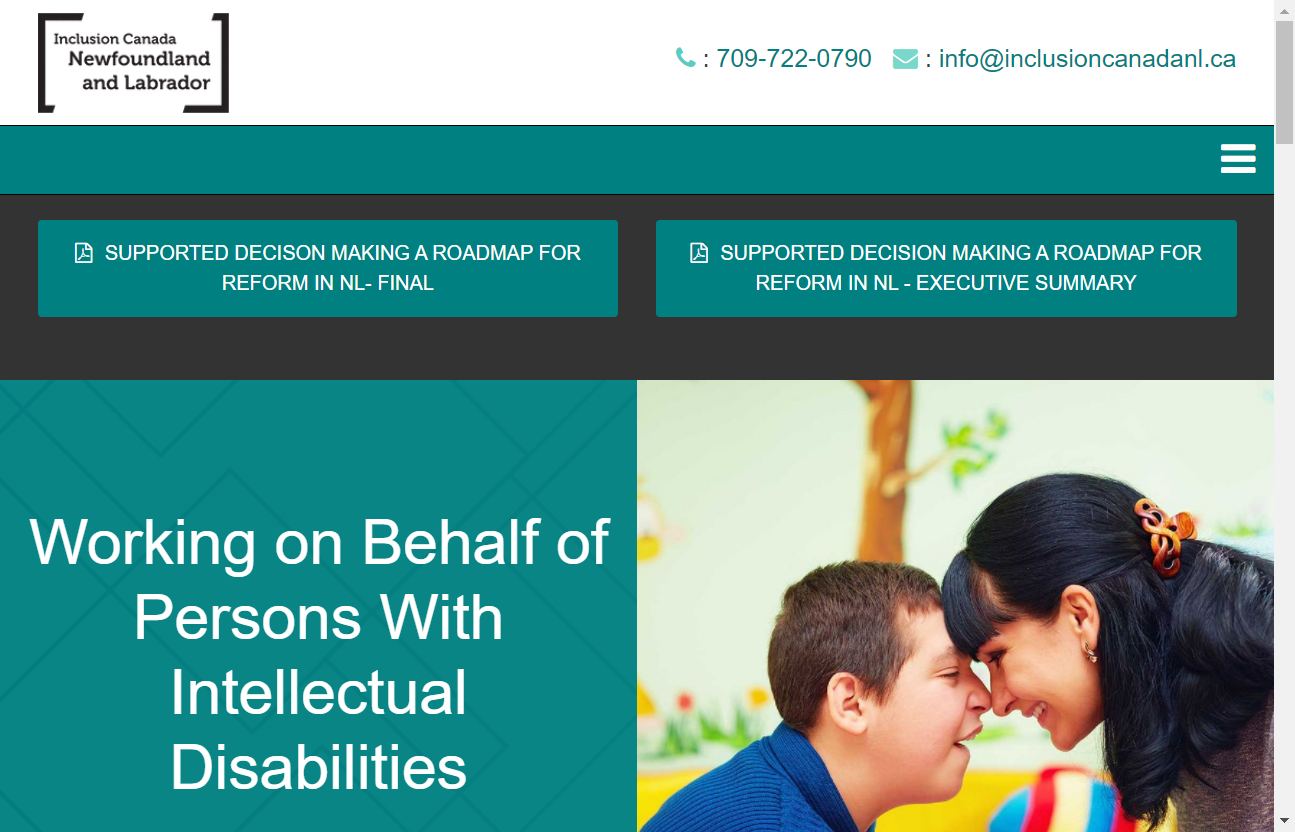 Inclusion Canada
Newfoundland
and Labrador
: 709-722-0790 : info@inclusioncanadanl.ca
SUPPORTED DECISON MAKING A ROADMAP FOR
REFORM IN NL- FINAL
SUPPORTED DECISION MAKING A ROADMAP FOR
REFORM IN NL - EXECUTIVE SUMMARY
Working on Behalf of
Persons With
Intellectual
Disabilities